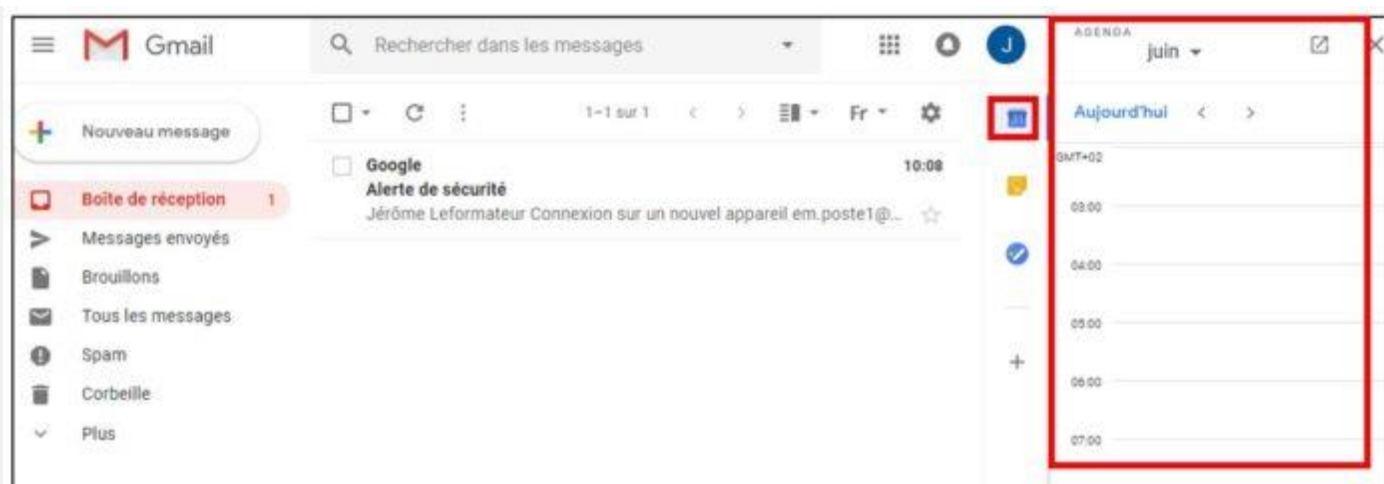 Gmail
Rechercher dans les messages
J
AGENDA
juin
Nouveau message
1-1 sur 1
Fr
31
Aujourd'hui
GMT+02
Google
10:08
Alerte de sécurité
Jérôme Leformateur Connexion sur un nouvel appareil em.poste1@...
Boîte de réception 1
Messages envoyés
Brouillons
Tous les messages
Spam
Corbeille
Plus
03:00
04:00
05:00
06:00
07:00